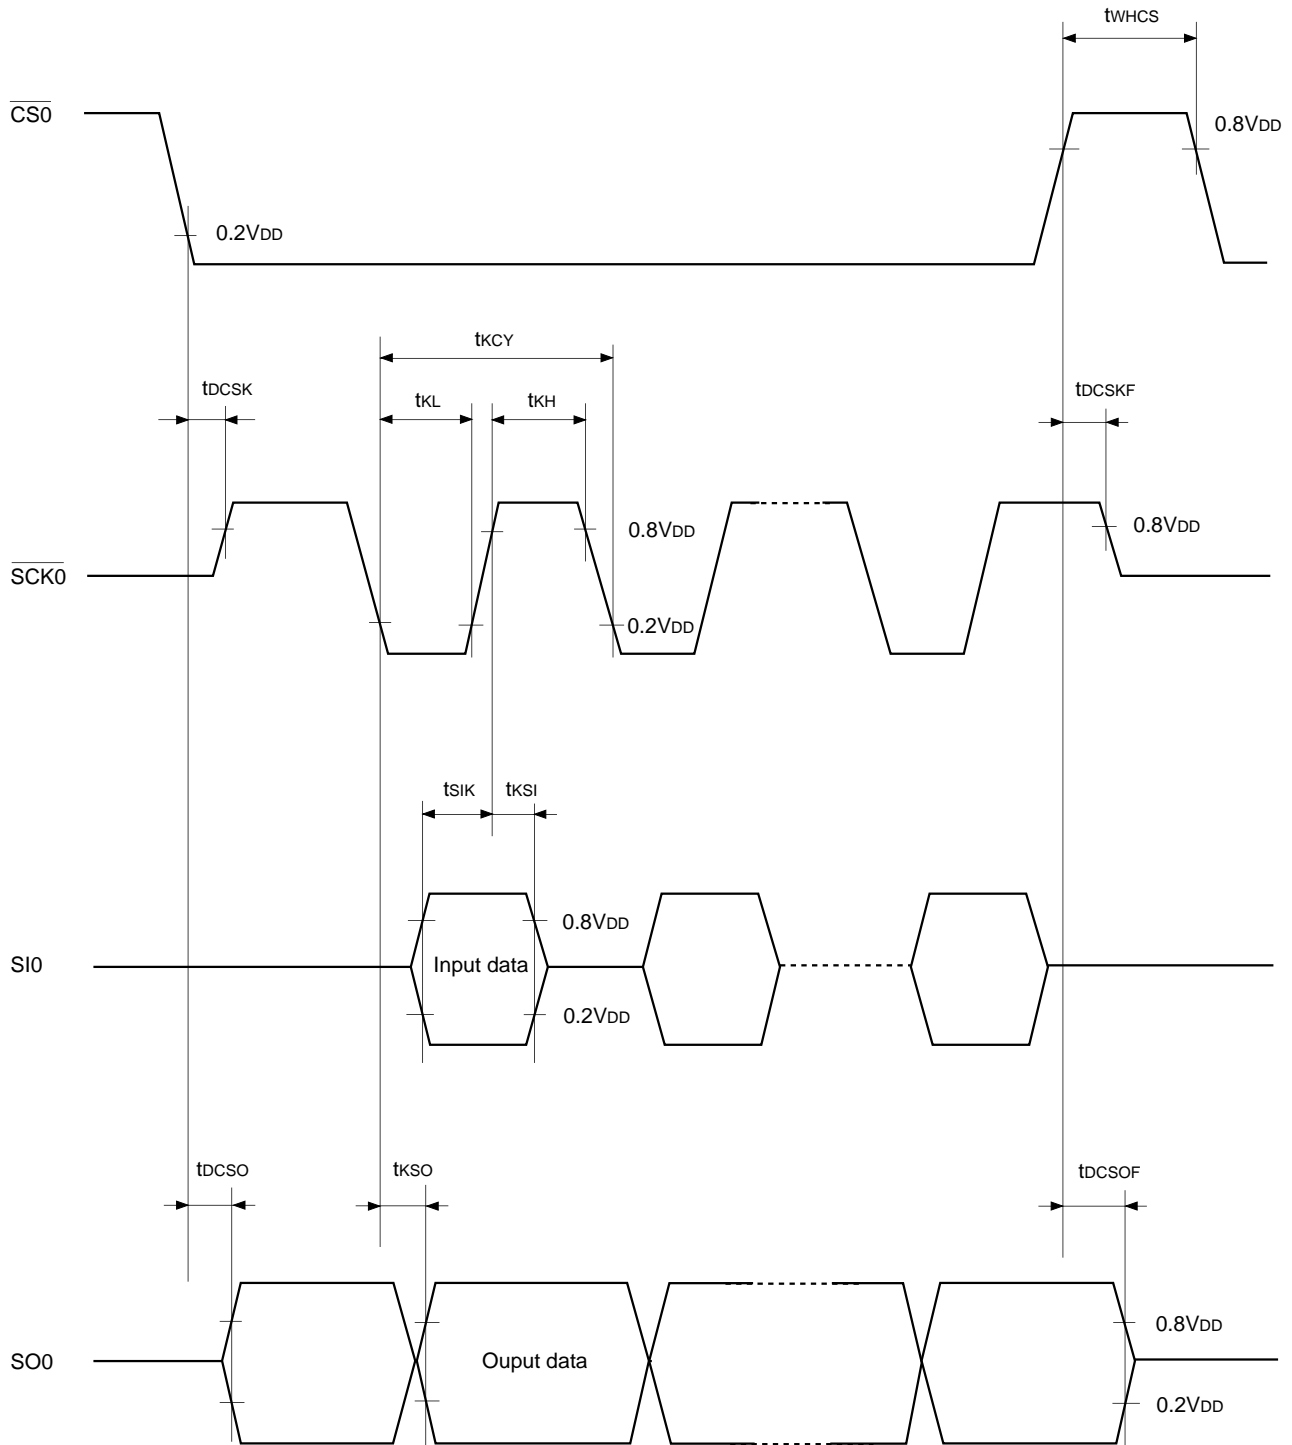 tWHCS
CS0
0.8VDD
0.2VDD
tKCY
tDCSK
tKL
tKH
tDCSKF
0.8VDD
0.8VDD
SCK0
0.2VDD
tSIK
tKSI
0.8VDD
SI0
Input data
0.2VDD
tDCSO
tKSO
tDCSOF
0.8VDD
SO0
Ouput data
0.2VDD